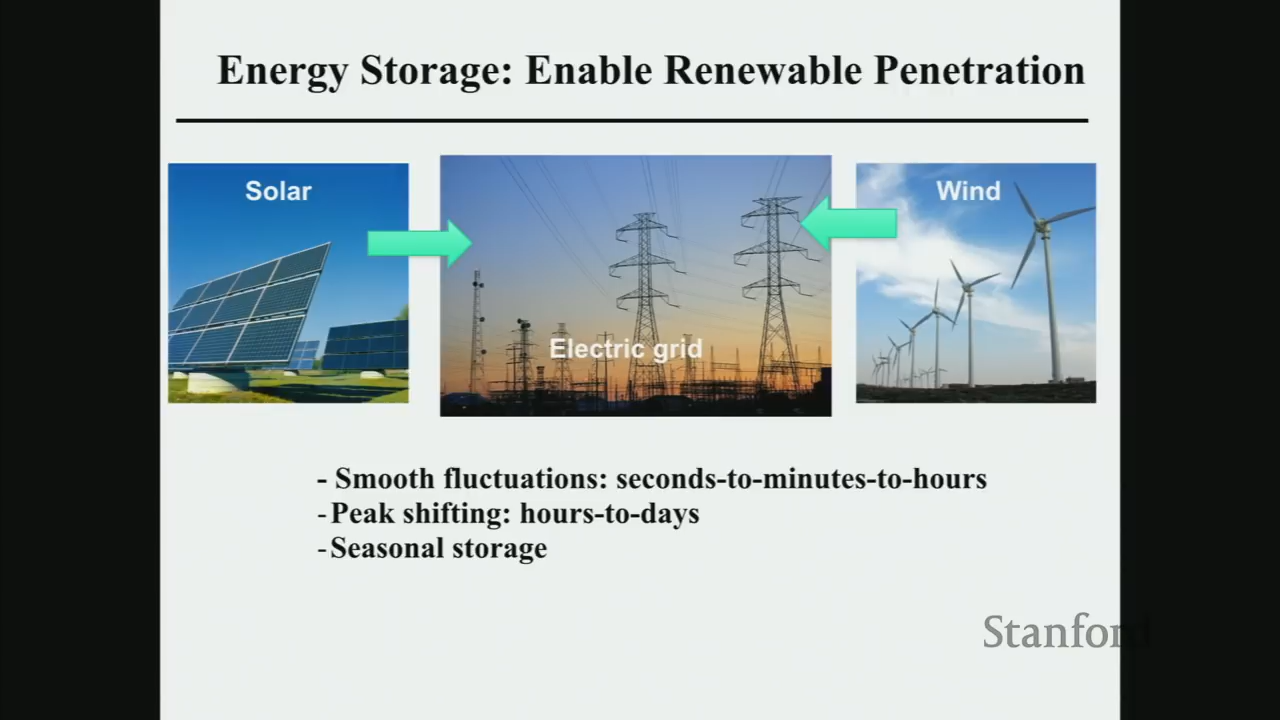 Energy Storage: Enable Renewable Penetration
Solar
Wind
Electric grid
- Smooth fluctuations: seconds-to-minutes-to-hours
-Peak shifting: hours-to-days
-Seasonal storage
Stanford